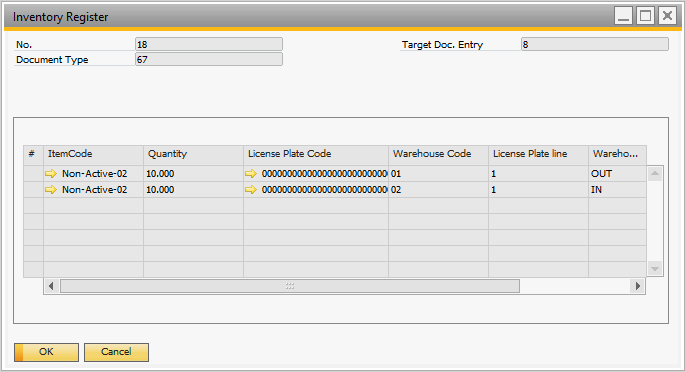 Inventory Register
No. 18 Target Doc. Entry 8
Document Type 67
# ItemCode Quantity License Plate Code Warehouse Code License Plate line Wareho...
Non-Active-02 10.000 01 1 OUT
Non-Active-02 10.000 02 1 IN
OK Cancel